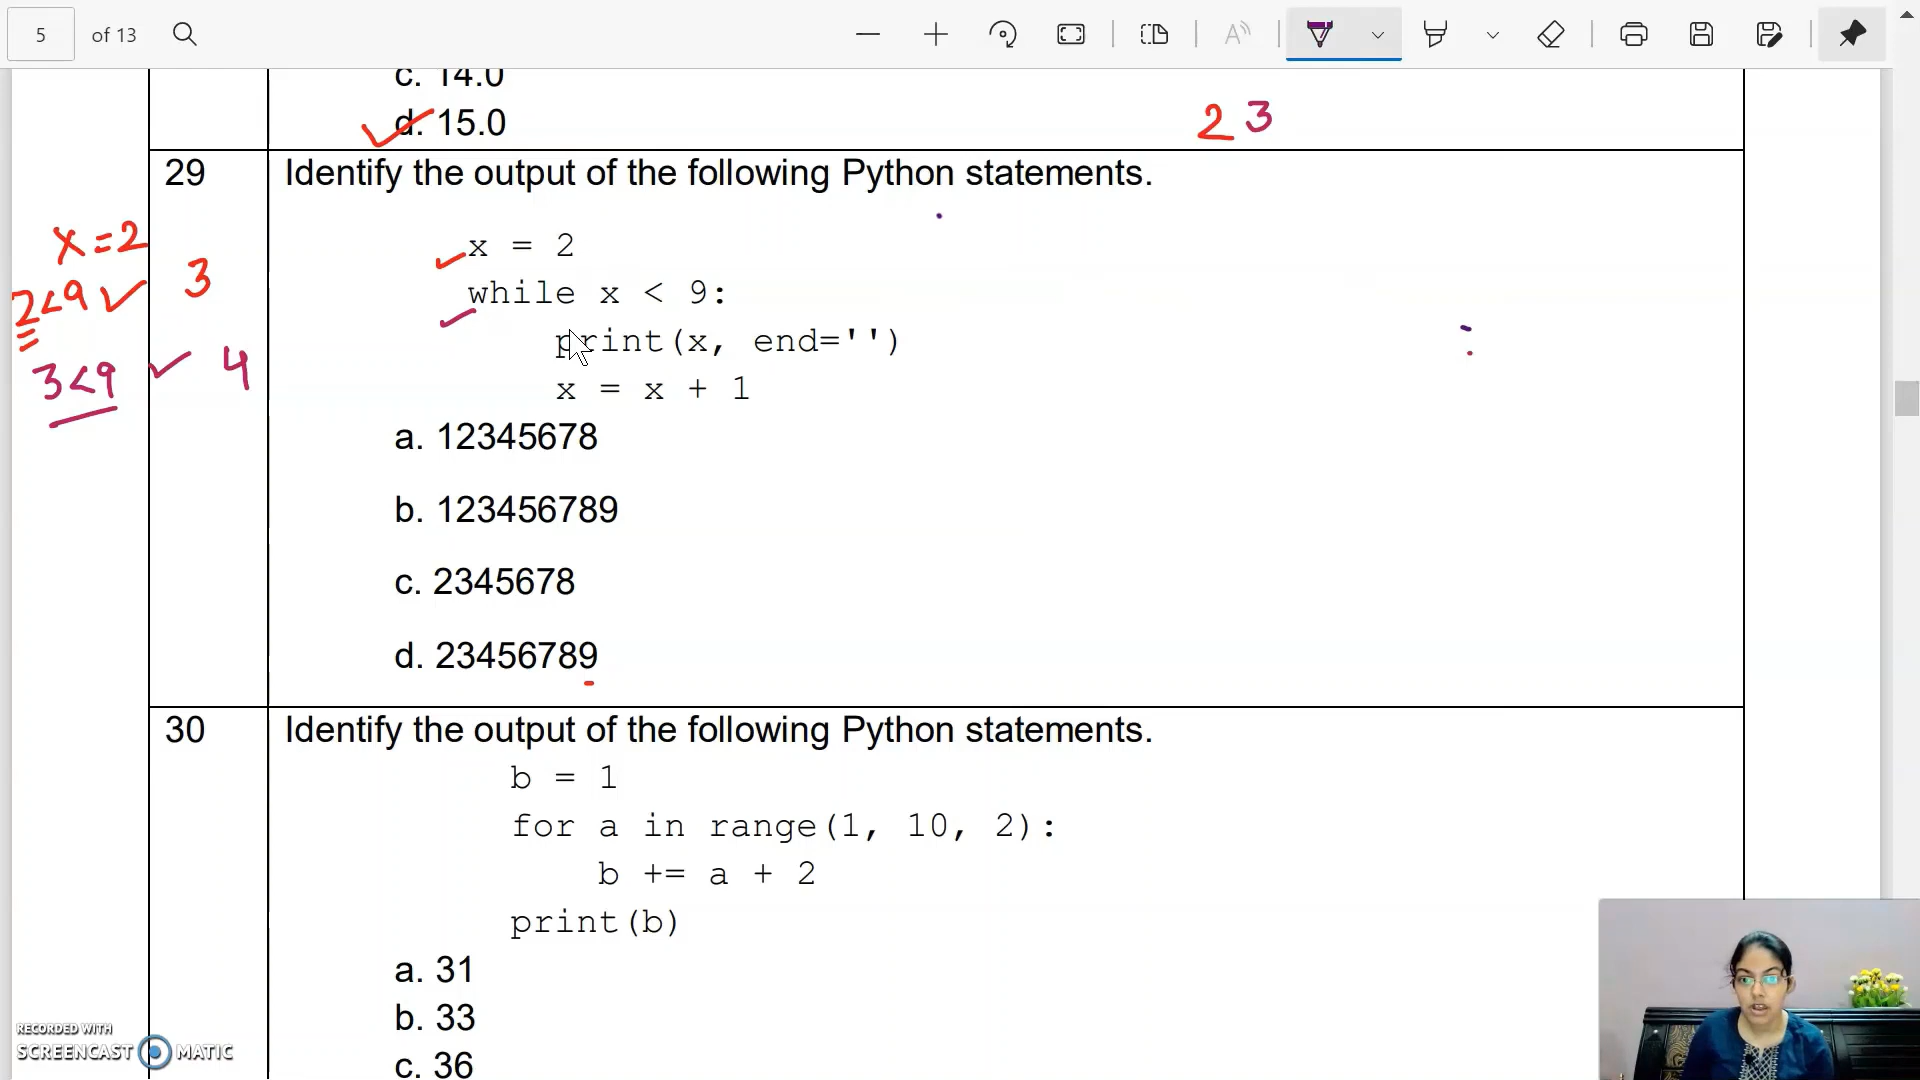 5 of 13
c. 14.0
d. 15.0
2 3
29 Identify the output of the following Python statements.
x = 2
while x < 9:
print(x, end='')
x = x + 1
x = 2
2<9 3
3<9 4
a. 12345678
b. 123456789
c. 2345678
d. 23456789
30 Identify the output of the following Python statements.
b = 1
for a in range(1, 10, 2):
b += a + 2
print(b)
a. 31
b. 33
c. 36
RECORDED WITH
SCREENCAST MATIC